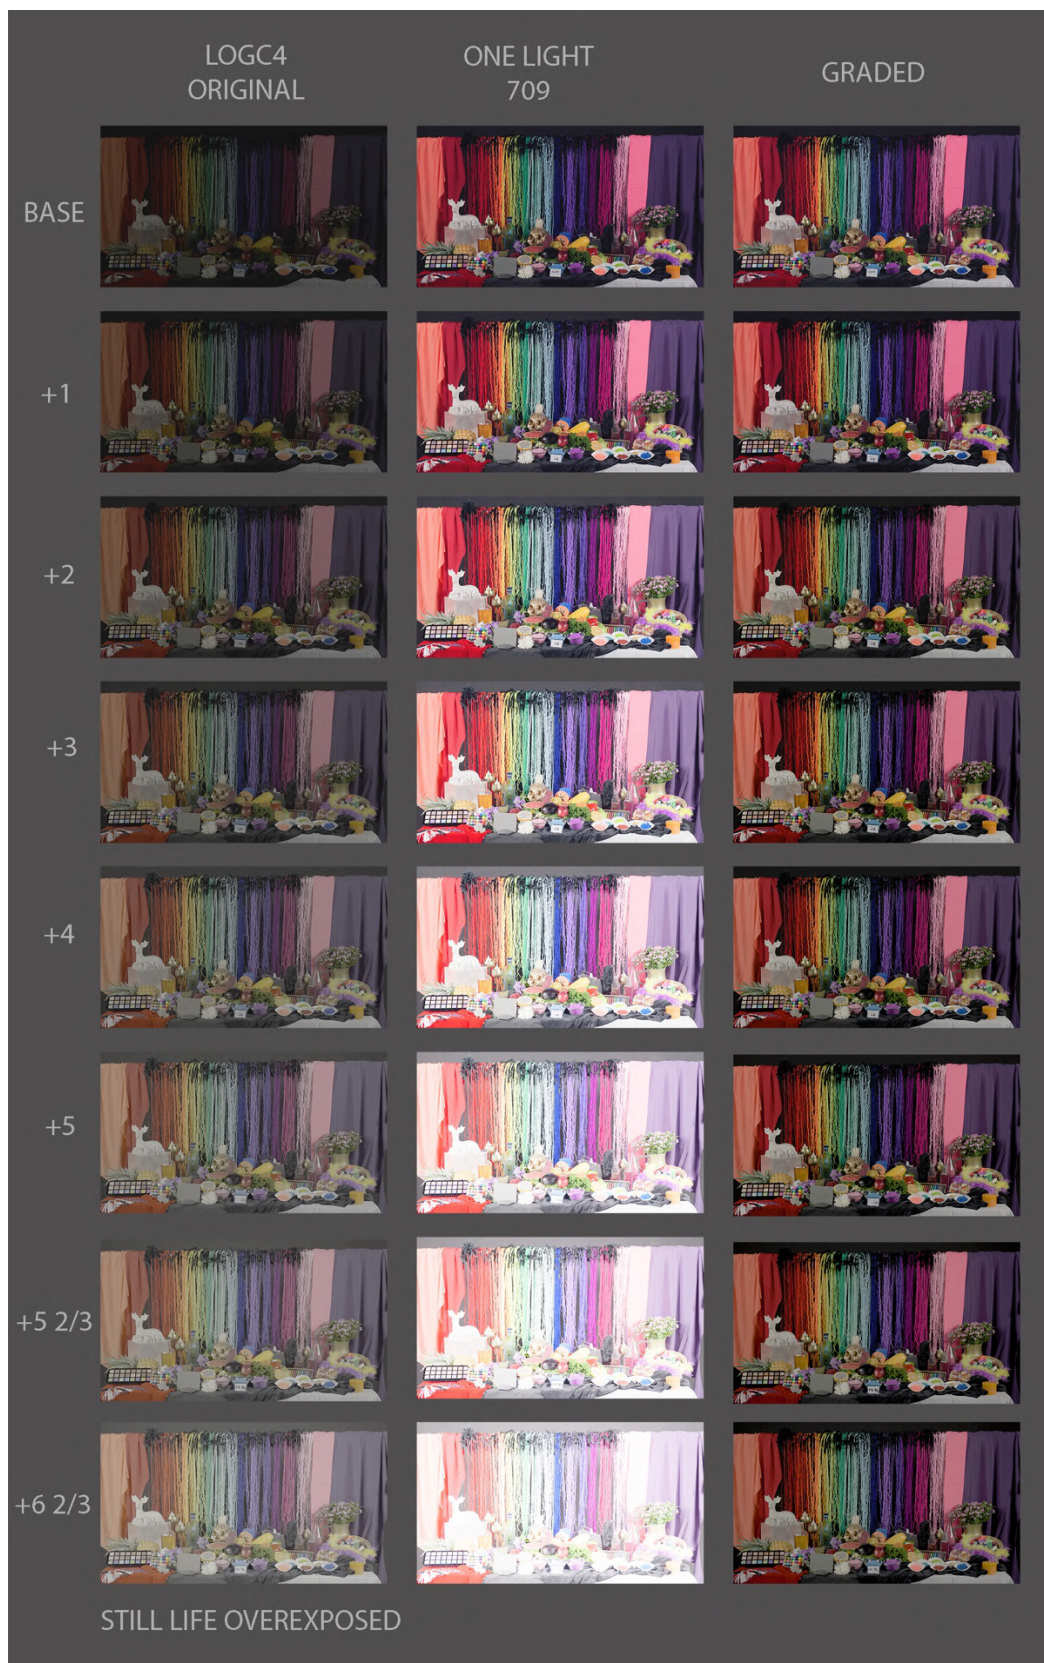 LOGC4
ORIGINAL
ONE LIGHT
709
GRADED
BASE
+1
+2
+3
+4
+5
+5 2/3
+6 2/3
STILL LIFE OVEREXPOSED